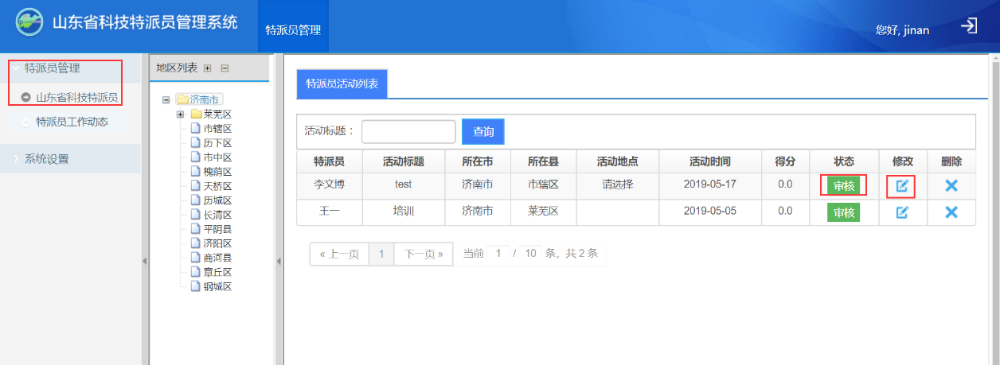 山东省科技特派员管理系统
特派员管理
您好, jinan
特派员管理
山东省科技特派员
特派员工作动态
系统设置
地区列表
济南市
莱芜区
市辖区
历下区
市中区
槐荫区
天桥区
历城区
长清区
平阴县
济阳区
商河县
章丘区
钢城区
特派员活动列表
活动标题： 查询
特派员 活动标题 所在市 所在县 活动地点 活动时间 得分 状态 修改 删除
李文博 test 济南市 市辖区 请选择 2019-05-17 0.0 审核
王一 培训 济南市 莱芜区 2019-05-05 0.0 审核
« 上一页 1 下一页 » 当前 1 / 10 条，共 2 条